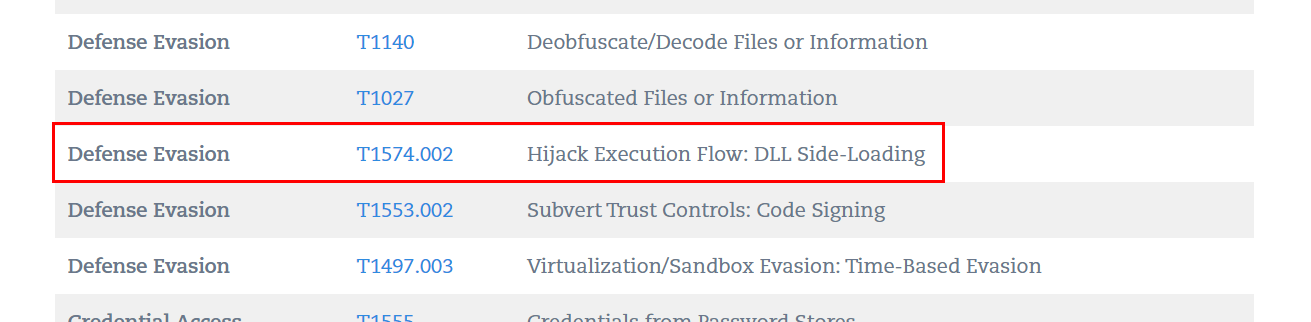 Defense Evasion T1140 Deobfuscate/Decode Files or Information
Defense Evasion T1027 Obfuscated Files or Information
Defense Evasion T1574.002 Hijack Execution Flow: DLL Side-Loading
Defense Evasion T1553.002 Subvert Trust Controls: Code Signing
Defense Evasion T1497.003 Virtualization/Sandbox Evasion: Time-Based Evasion
Credential Access T1555 Credentials from Password Stores